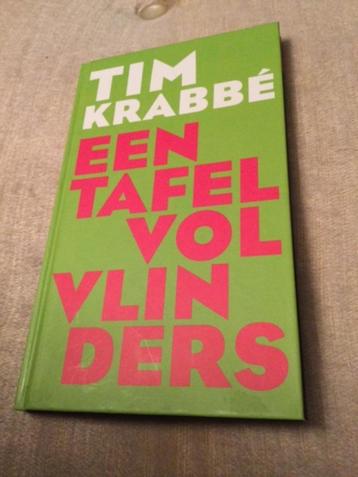 TIM
KRABBÉ
EEN
TAFEL
VOL
VLIN
DERS